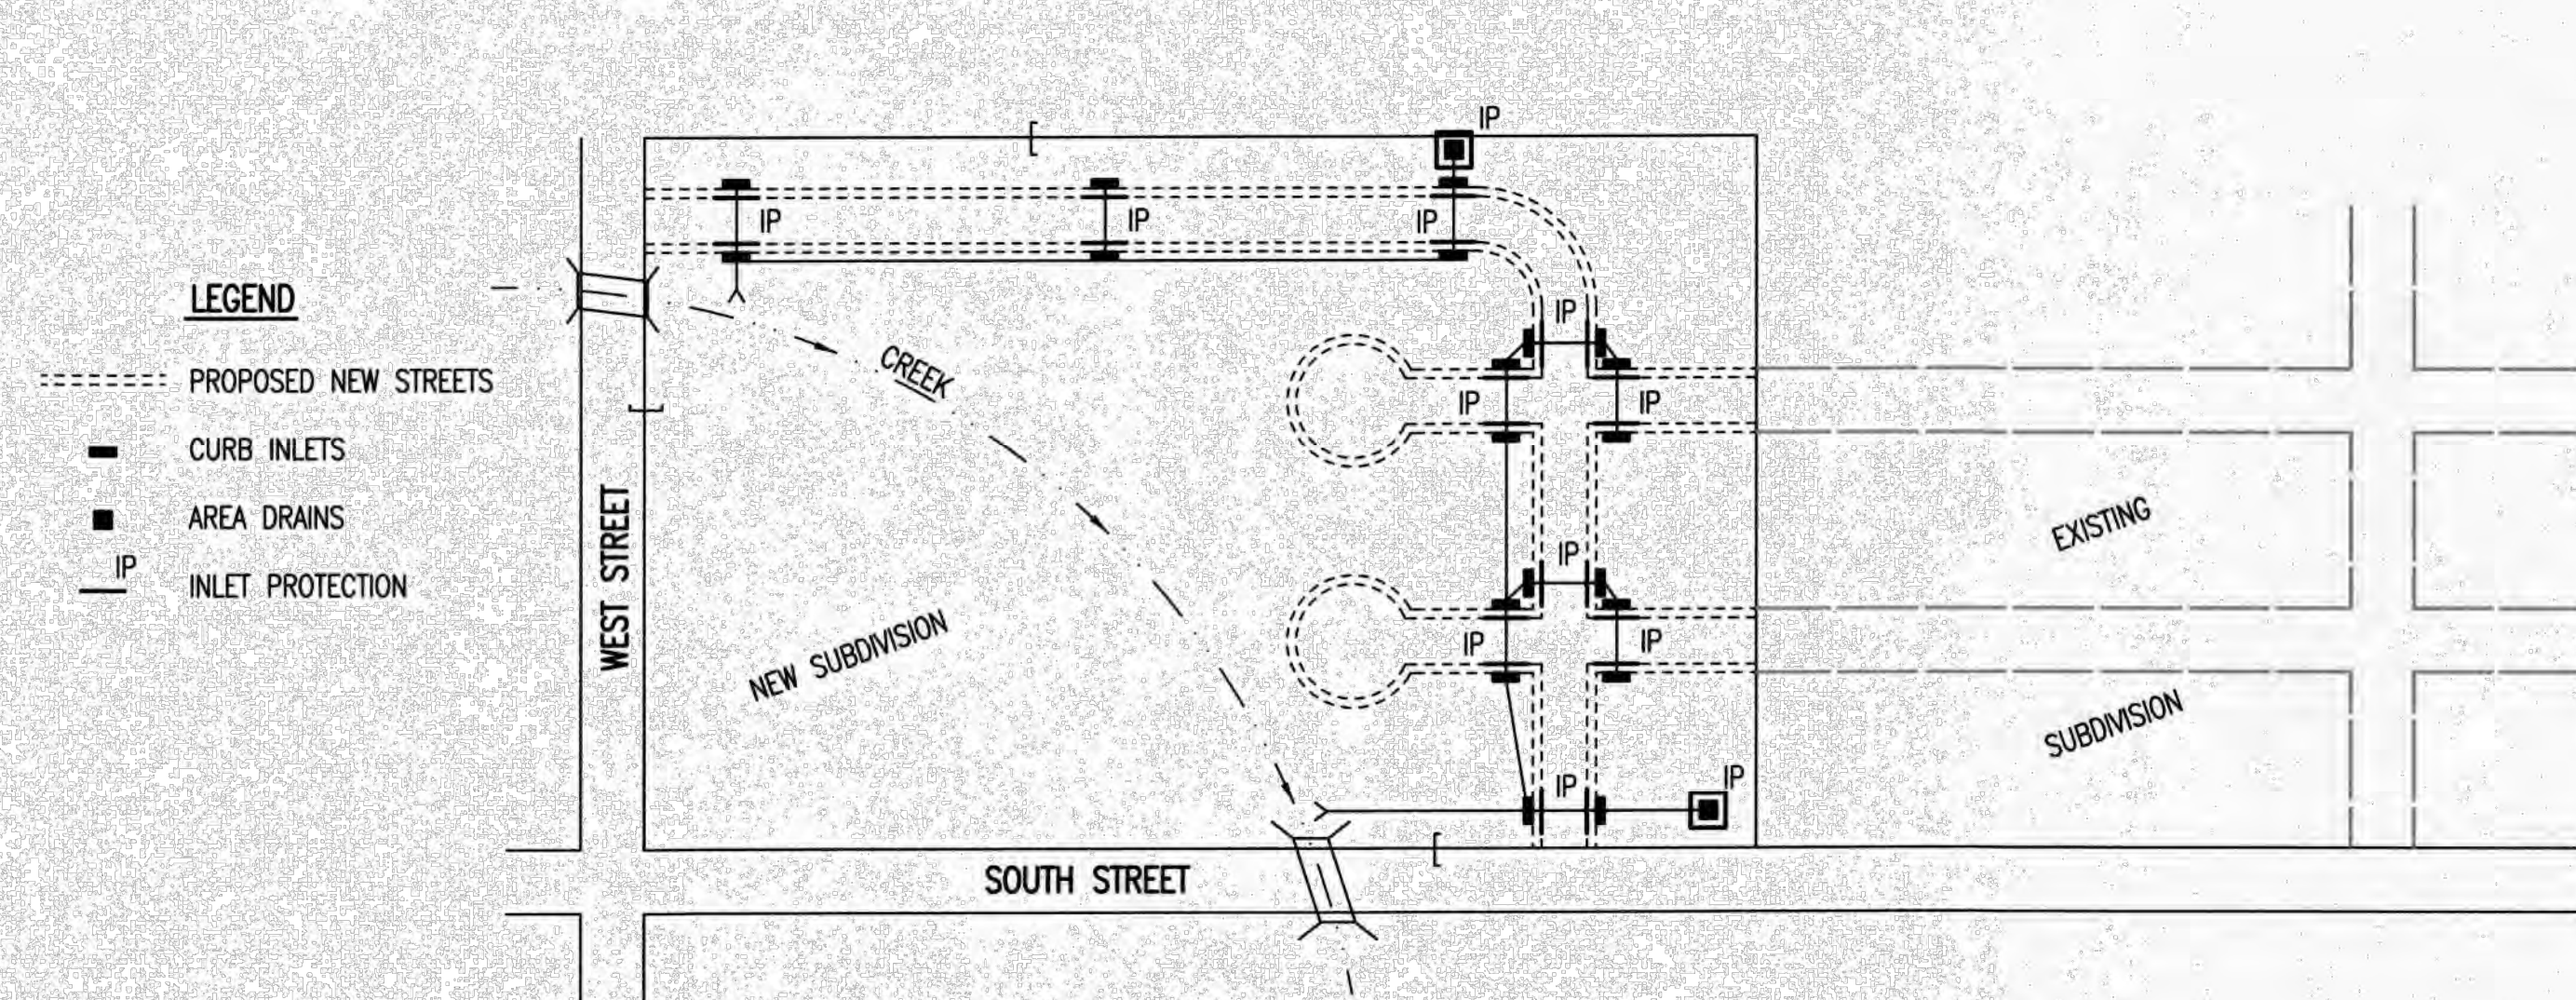 LEGEND
PROPOSED NEW STREETS
CURB INLETS
AREA DRAINS
IP
INLET PROTECTION
WEST STREET
IP
IP
IP
IP
IP
CREEK
IP
IP
IP
NEW SUBDIVISION
IP
IP
IP
IP
SOUTH STREET
EXISTING
SUBDIVISION